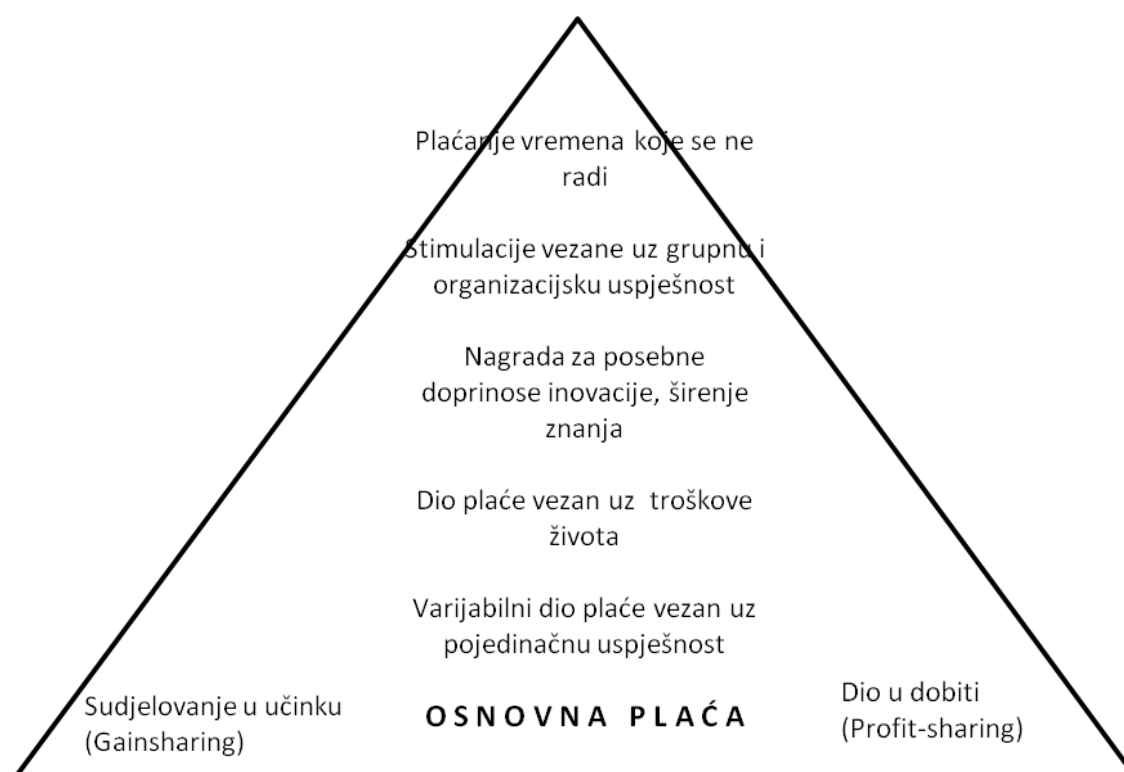 Plaćanje vremena koje se ne
radi
Stimulacije vezane uz grupnu i
organizacijsku uspješnost
Nagrada za posebne
doprinose inovacije, širenje
znanja
Dio plaće vezan uz troškove
života
Varijabilni dio plaće vezan uz
pojedinačnu uspješnost
Sudjelovanje u učinku
(Gainsharing)
OSNOVNA PLAĆA
Dio u dobiti
(Profit-sharing)